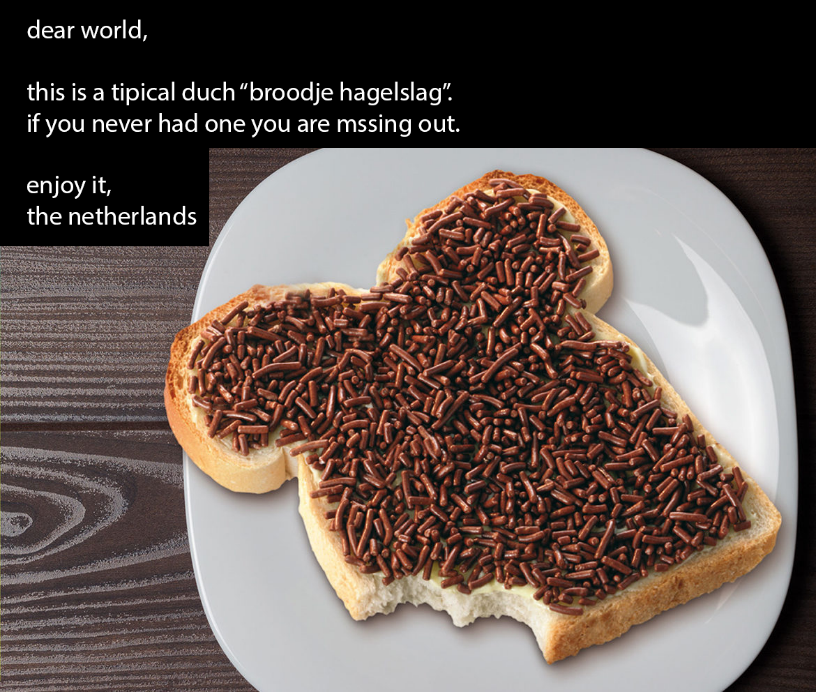 dear world,
this is a tipical duch “broodje hagelslag”.
if you never had one you are mssing out.
enjoy it,
the netherlands